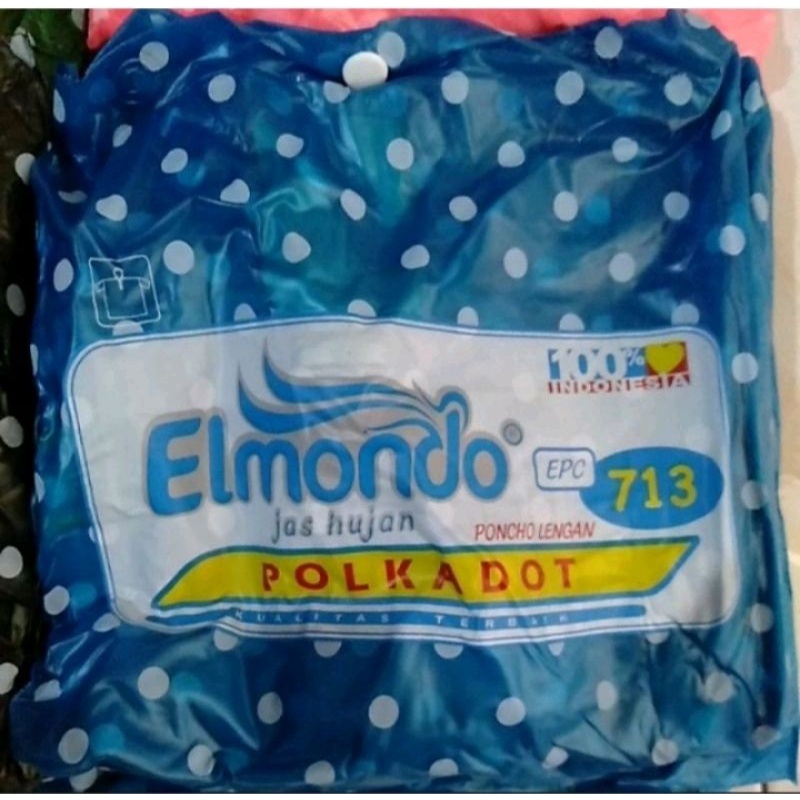 100%
INDONESIA
Elmondo®
jas hujan
EPC 713
PONCHO LENGAN
POLKADOT
KUALITAS TERBAIK